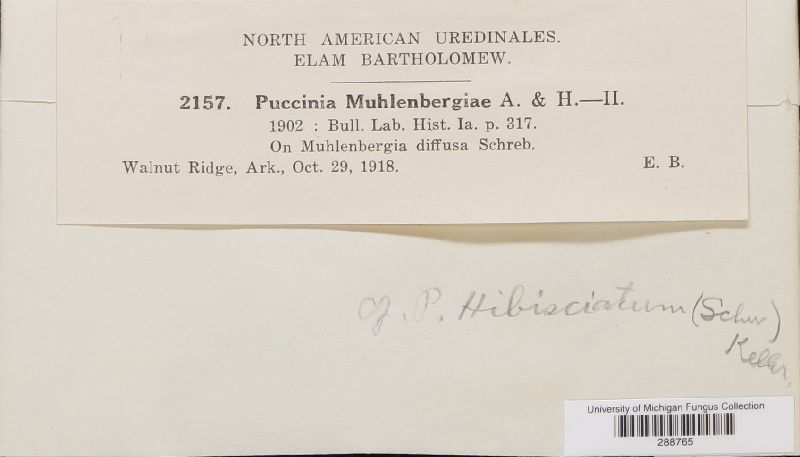 NORTH AMERICAN UREDINALES.
ELAM BARTHOLOMEW.
2157. Puccinia Muhlenbergiae A. & H.—II.
1902 : Bull. Lab. Hist. Ia. p. 317.
On Muhlenbergia diffusa Schreb.
Walnut Ridge, Ark., Oct. 29, 1918. E. B.
cf. P. Hibisciatum (Schw)
Keller.
University of Michigan Fungus Collection
288765